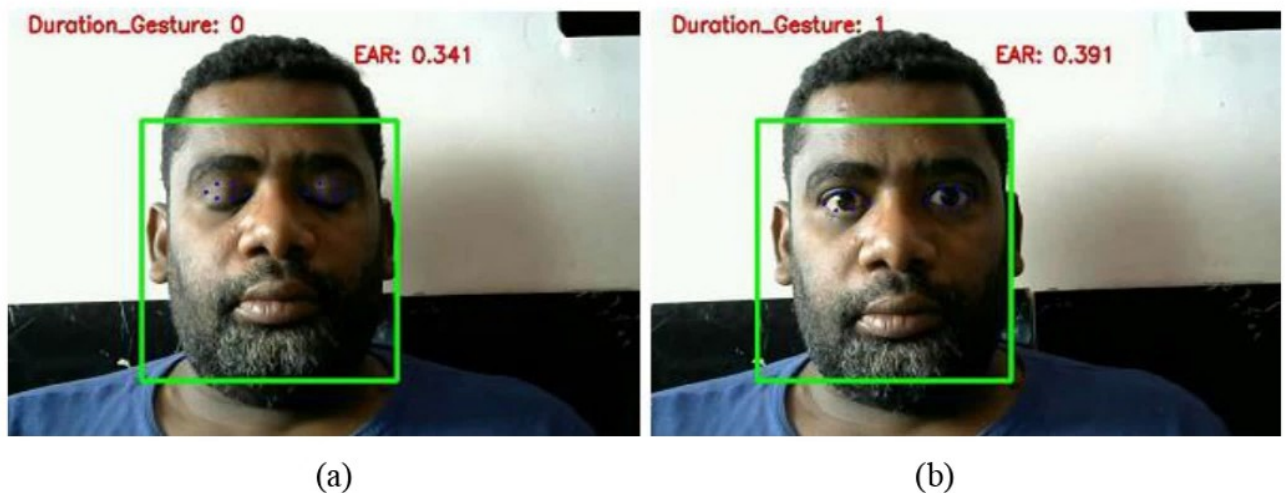 Duration_Gesture: 0
EAR: 0.341
Duration_Gesture: 1
EAR: 0.391
(a)
(b)